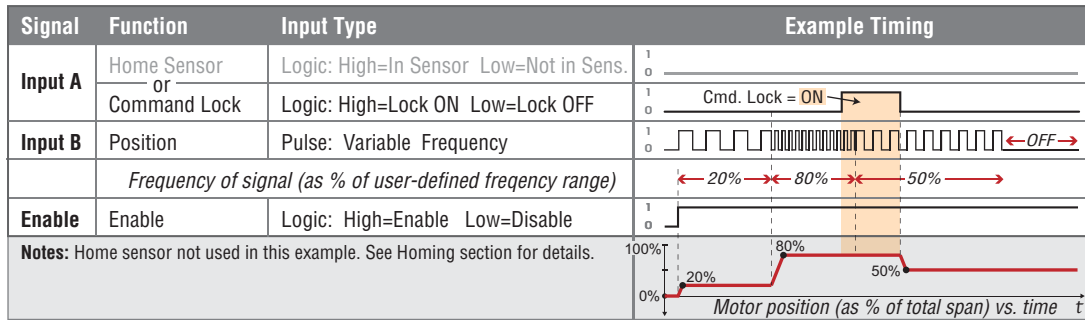 Signal Function Input Type Example Timing
Input A
Home Sensor Logic: High=In Sensor Low=Not in Sens.
1
0
or
Command Lock Logic: High=Lock ON Low=Lock OFF
1
0
Cmd. Lock = ON
Input B Position Pulse: Variable Frequency
1
0
OFF
Frequency of signal (as % of user-defined freqency range)
20% 80% 50%
Enable Enable Logic: High=Enable Low=Disable
1
0
Notes: Home sensor not used in this example. See Homing section for details.
100%
80%
50%
20%
0%
Motor position (as % of total span) vs. time t